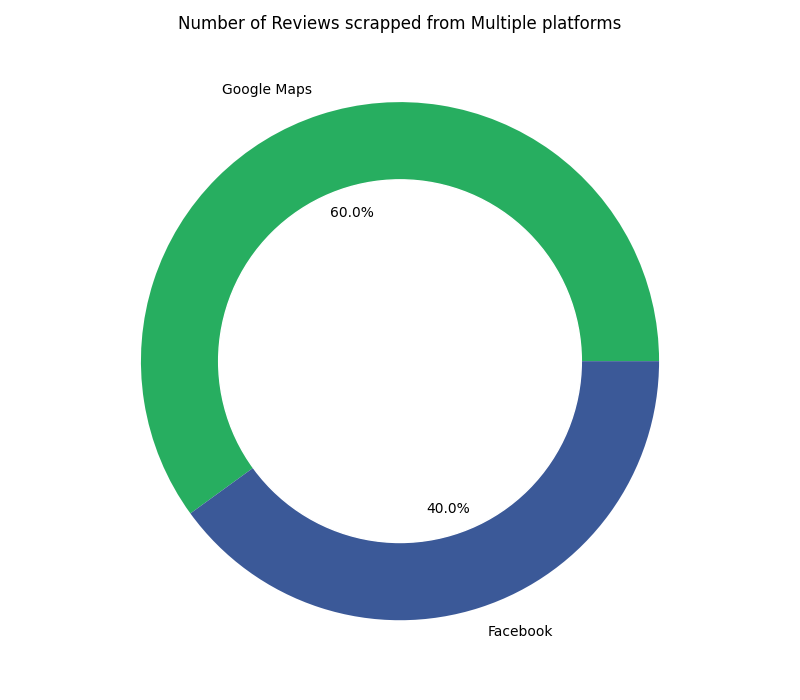 Number of Reviews scrapped from Multiple platforms
Google Maps
60.0%
40.0%
Facebook